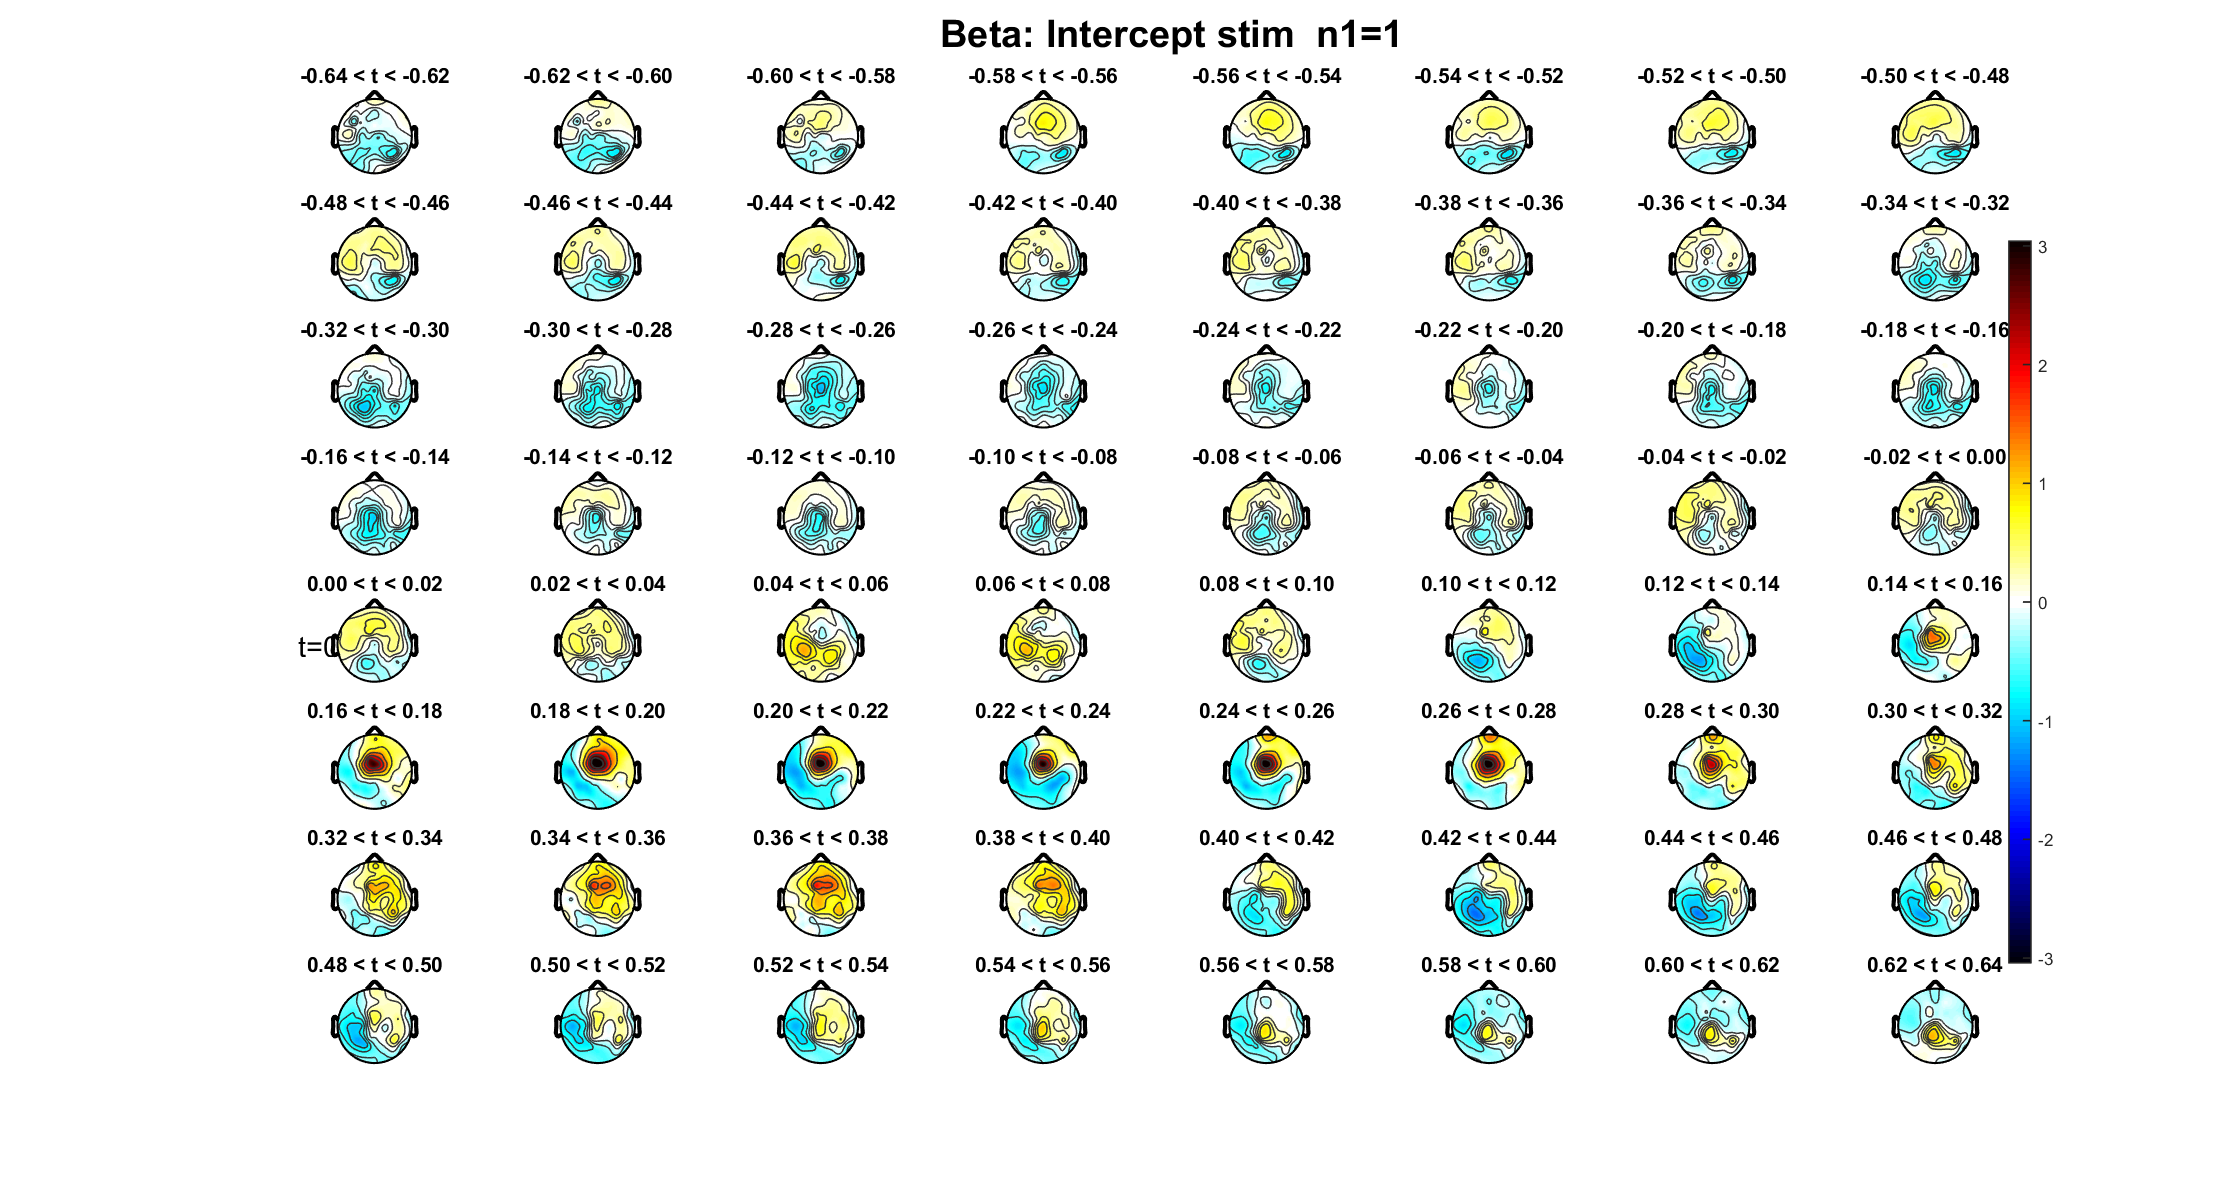 Beta: Intercept stim  n1=1
-0.64 < t < -0.62 -0.62 < t < -0.60 -0.60 < t < -0.58 -0.58 < t < -0.56 -0.56 < t < -0.54 -0.54 < t < -0.52 -0.52 < t < -0.50 -0.50 < t < -0.48
-0.48 < t < -0.46 -0.46 < t < -0.44 -0.44 < t < -0.42 -0.42 < t < -0.40 -0.40 < t < -0.38 -0.38 < t < -0.36 -0.36 < t < -0.34 -0.34 < t < -0.32
3
-0.32 < t < -0.30 -0.30 < t < -0.28 -0.28 < t < -0.26 -0.26 < t < -0.24 -0.24 < t < -0.22 -0.22 < t < -0.20 -0.20 < t < -0.18 -0.18 < t < -0.16
2
-0.16 < t < -0.14 -0.14 < t < -0.12 -0.12 < t < -0.10 -0.10 < t < -0.08 -0.08 < t < -0.06 -0.06 < t < -0.04 -0.04 < t < -0.02 -0.02 < t < 0.00
1
0.00 < t < 0.02 0.02 < t < 0.04 0.04 < t < 0.06 0.06 < t < 0.08 0.08 < t < 0.10 0.10 < t < 0.12 0.12 < t < 0.14 0.14 < t < 0.16
0
t=0
0.16 < t < 0.18 0.18 < t < 0.20 0.20 < t < 0.22 0.22 < t < 0.24 0.24 < t < 0.26 0.26 < t < 0.28 0.28 < t < 0.30 0.30 < t < 0.32
-1
0.32 < t < 0.34 0.34 < t < 0.36 0.36 < t < 0.38 0.38 < t < 0.40 0.40 < t < 0.42 0.42 < t < 0.44 0.44 < t < 0.46 0.46 < t < 0.48
-2
0.48 < t < 0.50 0.50 < t < 0.52 0.52 < t < 0.54 0.54 < t < 0.56 0.56 < t < 0.58 0.58 < t < 0.60 0.60 < t < 0.62 0.62 < t < 0.64
-3